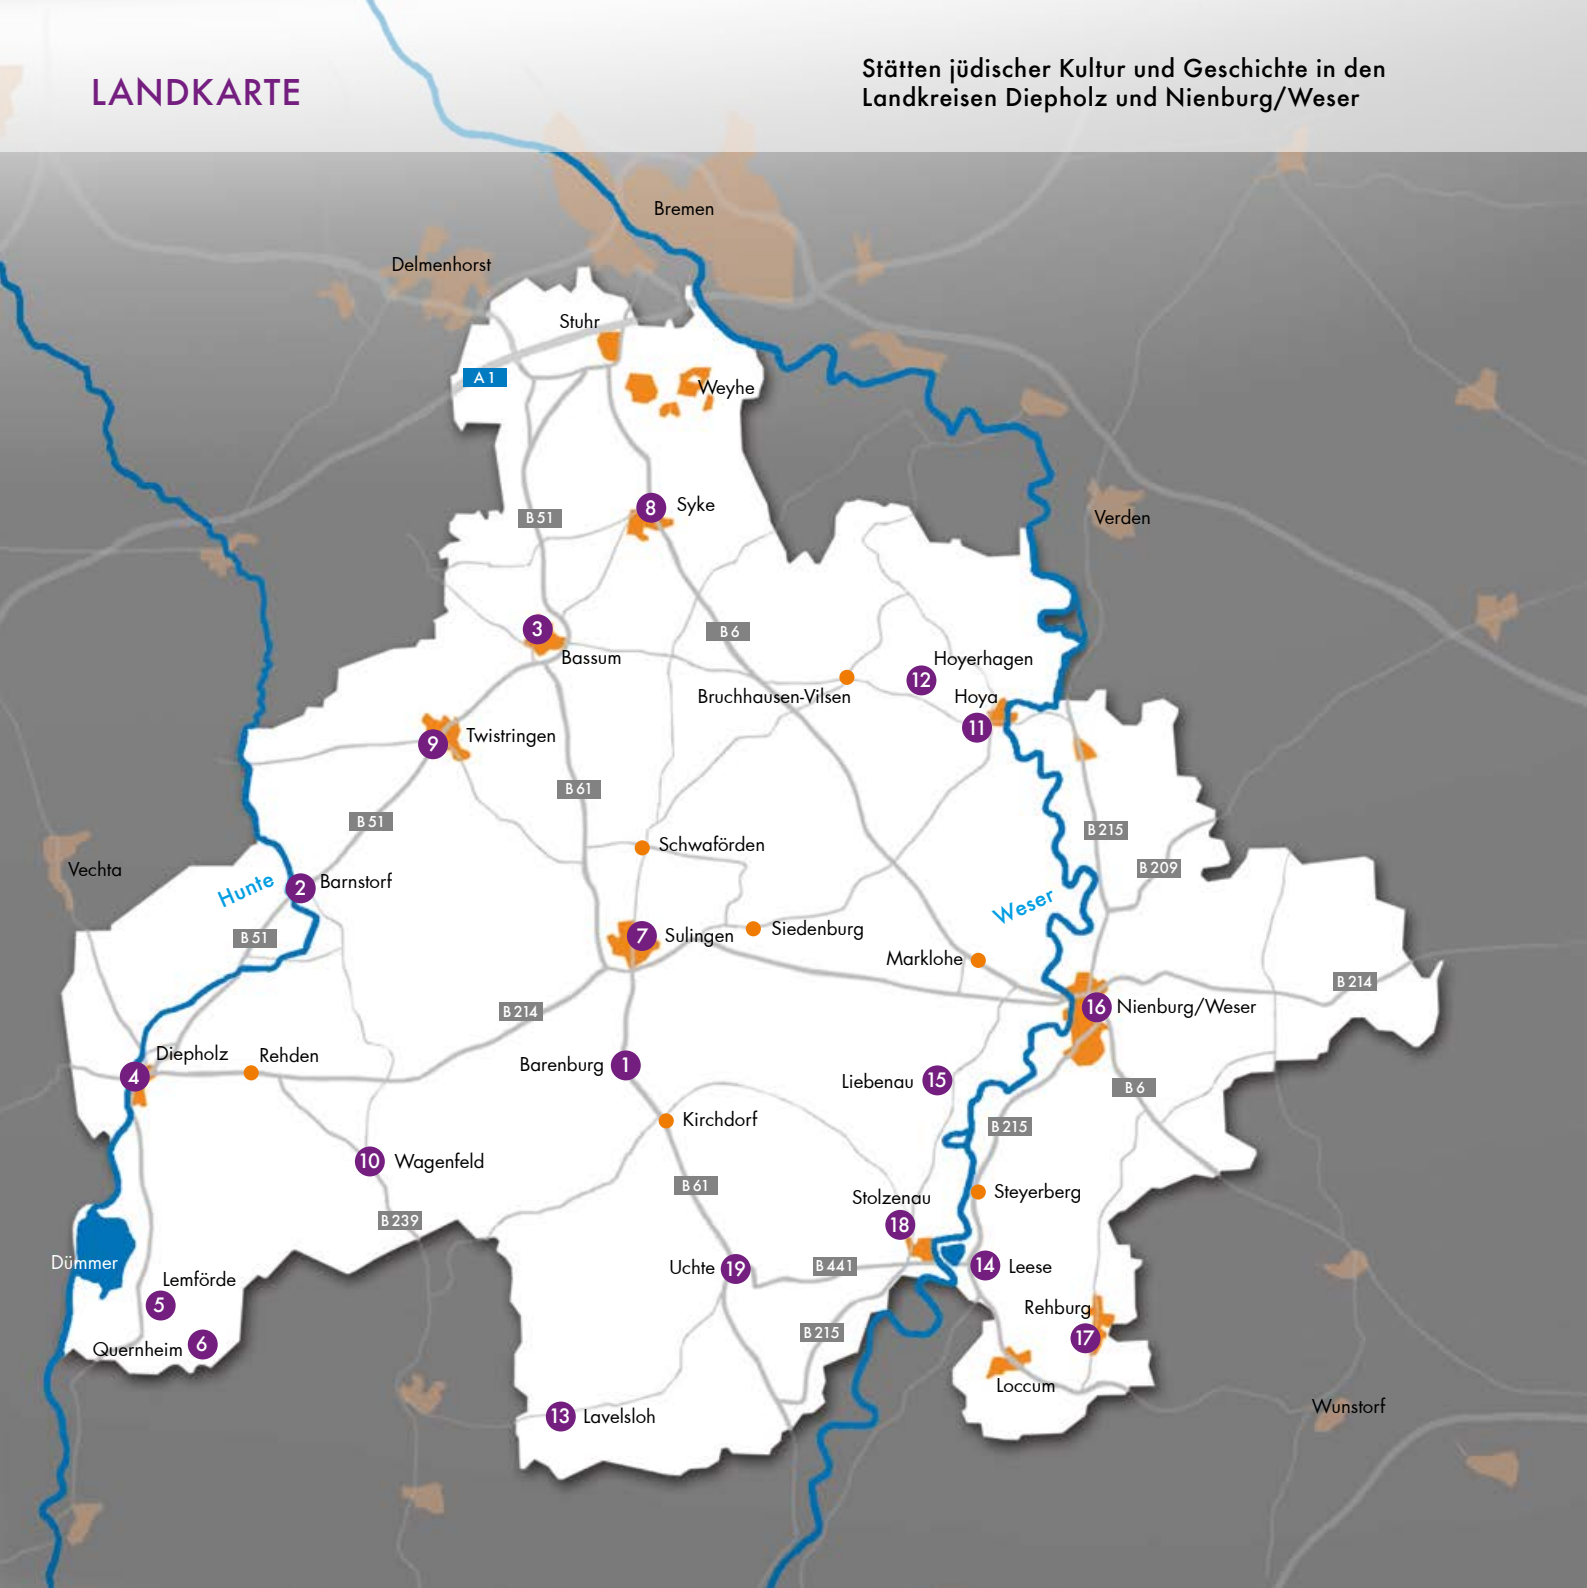 LANDKARTE
Stätten jüdischer Kultur und Geschichte in den
Landkreisen Diepholz und Nienburg/Weser
Bremen
Delmenhorst
Stuhr
A 1
Weyhe
8
Syke
B 51
Verden
3
Bassum
B 6
12
Hoyerhagen
Bruchhausen-Vilsen
Hoya
11
9
Twistringen
B 61
B 51
B 215
Schwaförden
B 209
Vechta
Hunte
2
Barnstorf
Weser
B 51
7
Sulingen
Siedenburg
Marklohe
B 214
B 214
16
Nienburg/Weser
Diepholz
Rehden
4
Barenburg
1
Liebenau
15
B 6
Kirchdorf
B 215
10
Wagenfeld
B 61
Steyerberg
Stolzenau
18
B 239
Dümmer
Uchte
19
B 441
14
Leese
Lemförde
5
Rehburg
17
B 215
Quernheim
6
Loccum
13
Lavelsloh
Wunstorf